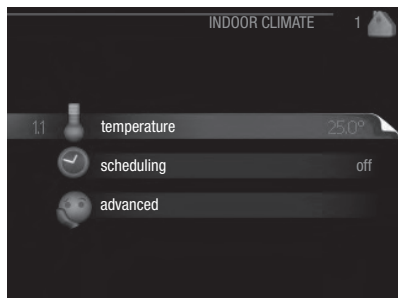 INDOOR CLIMATE 1
1.1 temperature 25.0°
scheduling off
advanced